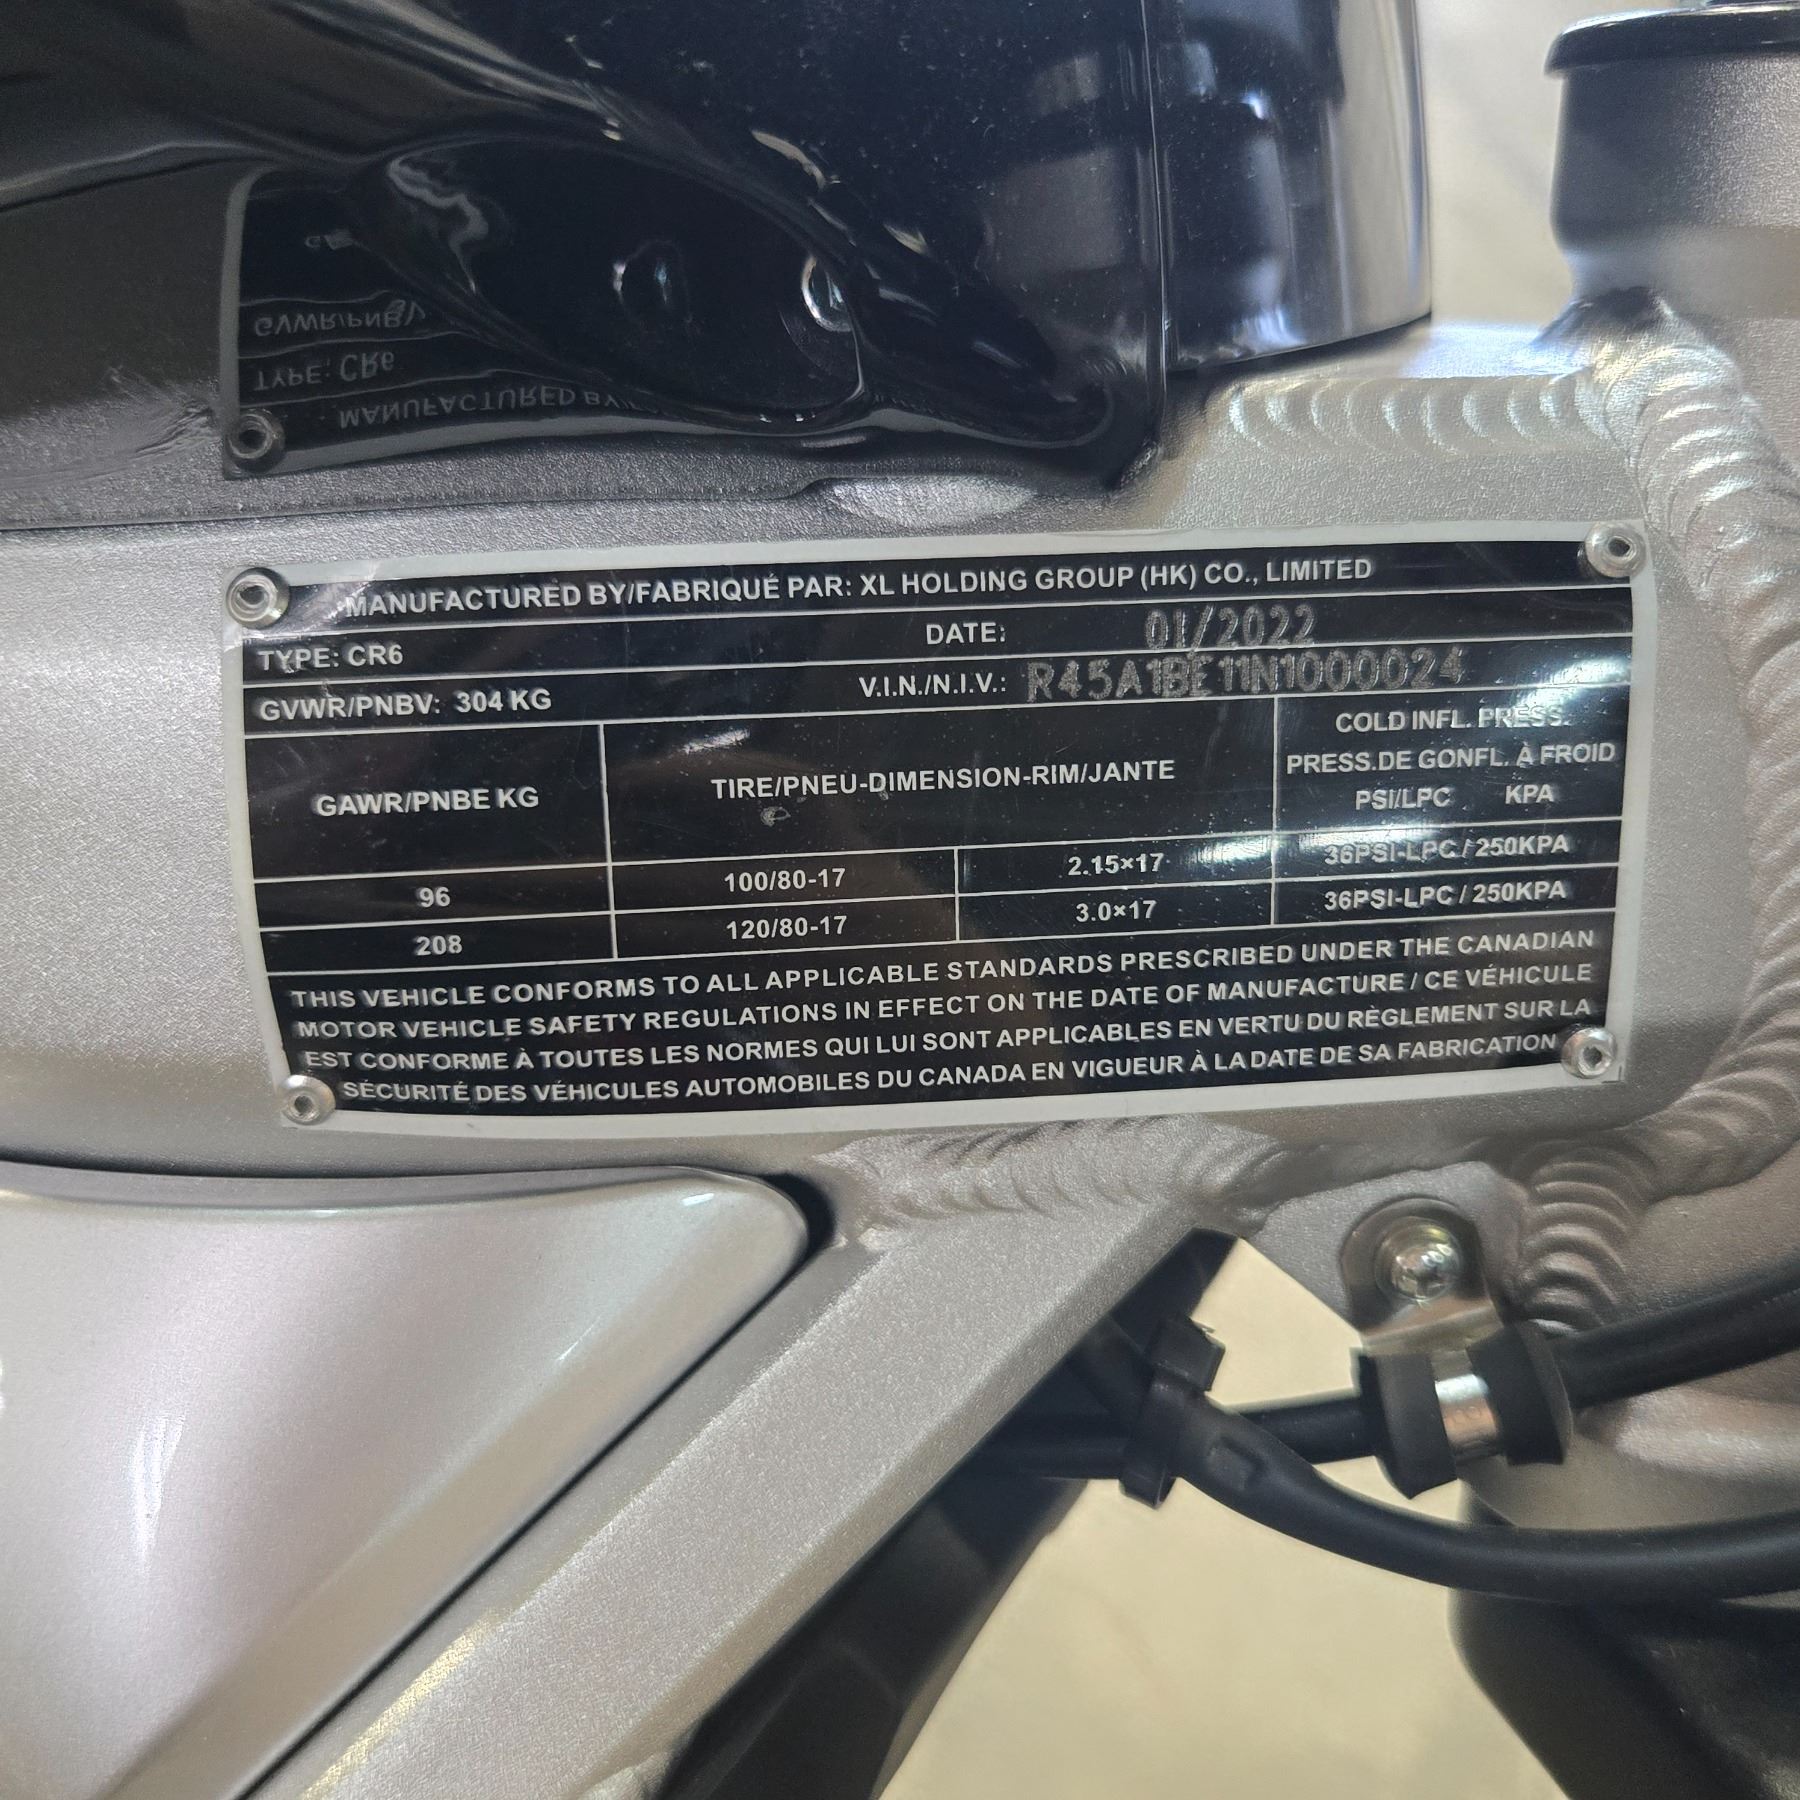 GVWR/PNBV
TYPE: CR6
MANUFACTURED BY/
MANUFACTURED BY/FABRIQUÉ PAR: XL HOLDING GROUP (HK) CO., LIMITED
TYPE: CR6 DATE: 01/2022
GVWR/PNBV: 304 KG V.I.N./N.I.V.: R45A1BE11N1000024
GAWR/PNBE KG TIRE/PNEU-DIMENSION-RIM/JANTE COLD INFL. PRESS.
PRESS.DE GONFL. À FROID
PSI/LPC KPA
96 100/80-17 2.15×17 36PSI-LPC / 250KPA
208 120/80-17 3.0×17 36PSI-LPC / 250KPA
THIS VEHICLE CONFORMS TO ALL APPLICABLE STANDARDS PRESCRIBED UNDER THE CANADIAN
MOTOR VEHICLE SAFETY REGULATIONS IN EFFECT ON THE DATE OF MANUFACTURE / CE VÉHICULE
EST CONFORME À TOUTES LES NORMES QUI LUI SONT APPLICABLES EN VERTU DU RÈGLEMENT SUR LA
SÉCURITÉ DES VÉHICULES AUTOMOBILES DU CANADA EN VIGUEUR À LA DATE DE SA FABRICATION